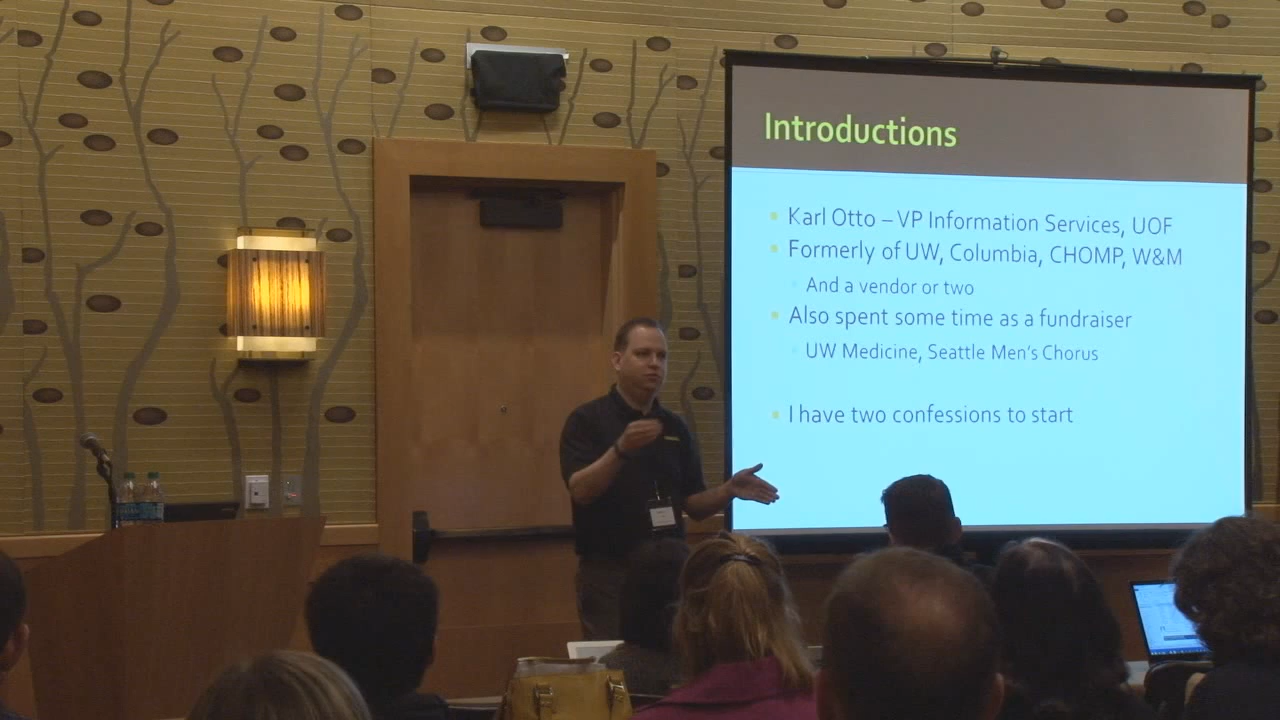 Introductions
Karl Otto – VP Information Services, UOF
Formerly of UW, Columbia, CHOMP, W&M
And a vendor or two
Also spent some time as a fundraiser
UW Medicine, Seattle Men's Chorus
I have two confessions to start